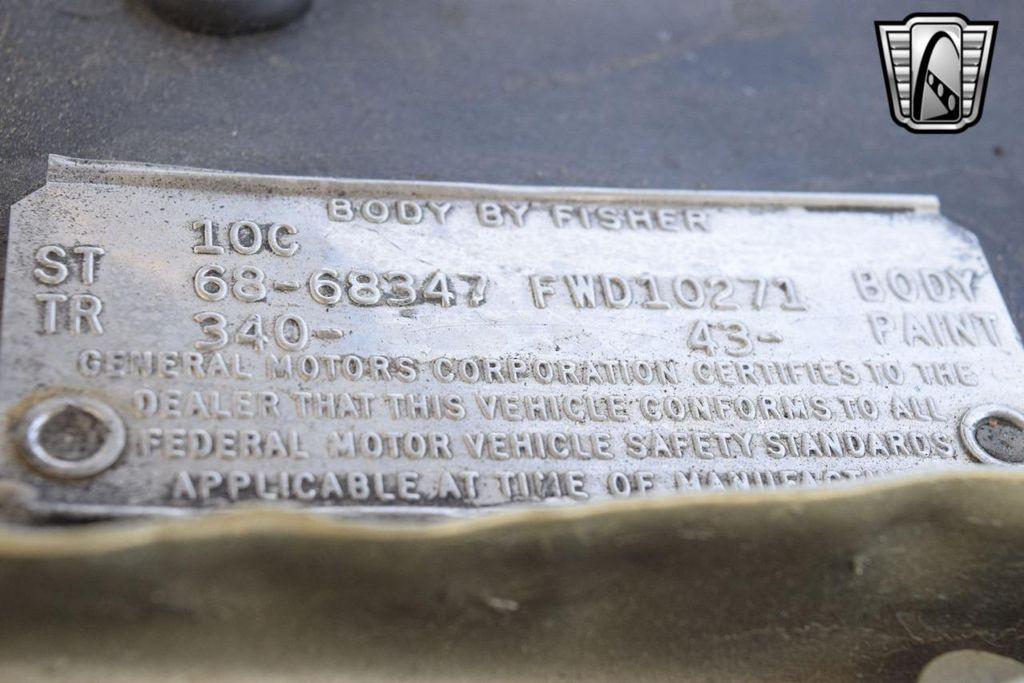 BODY BY FISHER
10C
ST 68-68347 FWD10271 BODY
TR 340- 43- PAINT
GENERAL MOTORS CORPORATION CERTIFIES TO THE
DEALER THAT THIS VEHICLE CONFORMS TO ALL
FEDERAL MOTOR VEHICLE SAFETY STANDARDS
APPLICABLE AT TIME OF